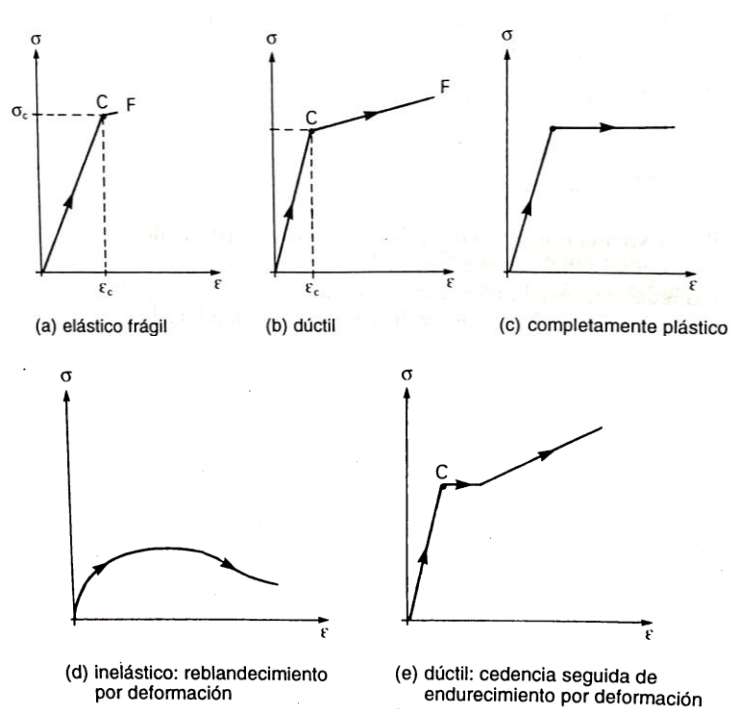 σ
σc
C
F
εc
ε
(a) elástico frágil
σ
C
F
εc
ε
(b) dúctil
σ
ε
(c) completamente plástico
σ
ε
(d) inelástico: reblandecimiento
por deformación
σ
C
ε
(e) dúctil: cedencia seguida de
endurecimiento por deformación